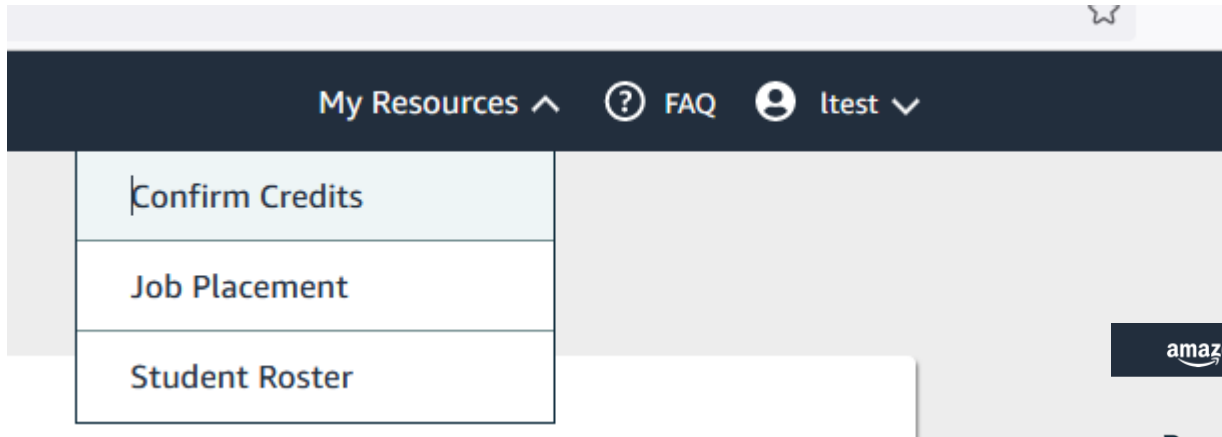 My Resources FAQ ltest
Confirm Credits
Job Placement
Student Roster